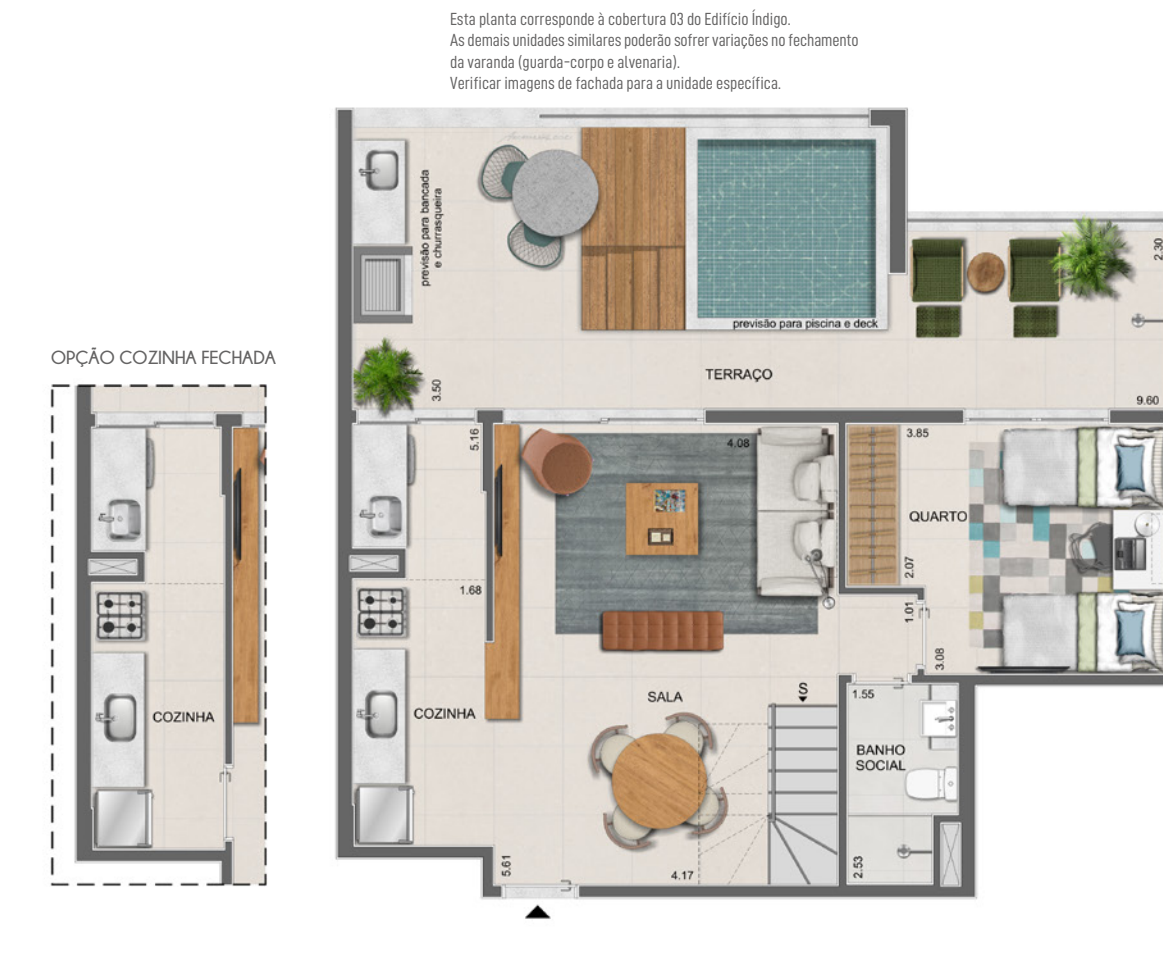 Esta planta corresponde à cobertura 03 do Edifício Índigo.
As demais unidades similares poderão sofrer variações no fechamento
da varanda (guarda-corpo e alvenaria).
Verificar imagens de fachada para a unidade específica.
previsão para bancada
e churrasqueira
2.30
previsão para piscina e deck
OPÇÃO COZINHA FECHADA
TERRAÇO
3.50
9.60
5.16
4.08
3.85
QUARTO
2.07
1.68
1.01
3.08
SALA
S
1.55
COZINHA
COZINHA
BANHO
SOCIAL
5.61
4.17
2.53